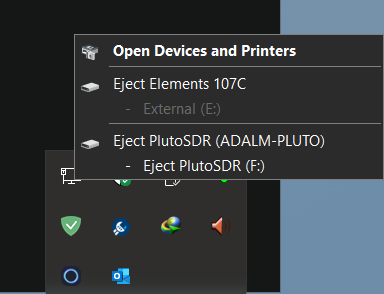 Open Devices and Printers
Eject Elements 107C
- External (E:)
Eject PlutoSDR (ADALM-PLUTO)
- Eject PlutoSDR (F:)